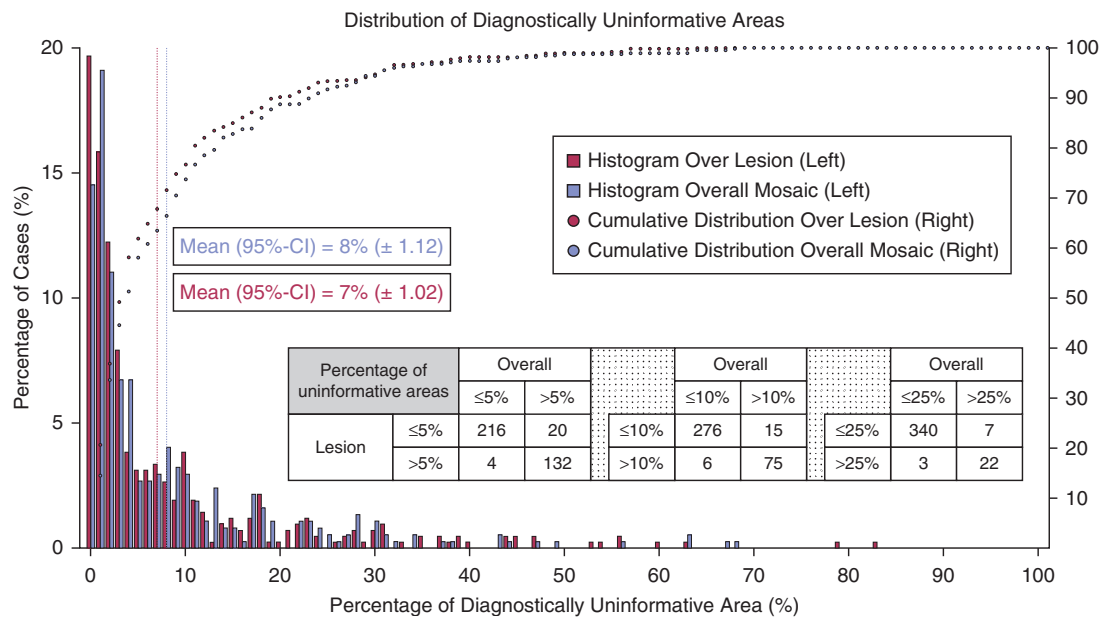 Distribution of Diagnostically Uninformative Areas
20
15
10
5
0
Percentage of Cases (%)
100
90
80
70
60
50
40
30
20
10
Histogram Over Lesion (Left)
Histogram Overall Mosaic (Left)
Cumulative Distribution Over Lesion (Right)
Cumulative Distribution Overall Mosaic (Right)
Mean (95%-CI) = 8% (± 1.12)
Mean (95%-CI) = 7% (± 1.02)
Percentage of
uninformative areas
Overall Overall Overall
≤5% >5% ≤10% >10% ≤25% >25%
Lesion
≤5% 216 20 ≤10% 276 15 ≤25% 340 7
>5% 4 132 >10% 6 75 >25% 3 22
0 10 20 30 40 50 60 70 80 90 100
Percentage of Diagnostically Uninformative Area (%)